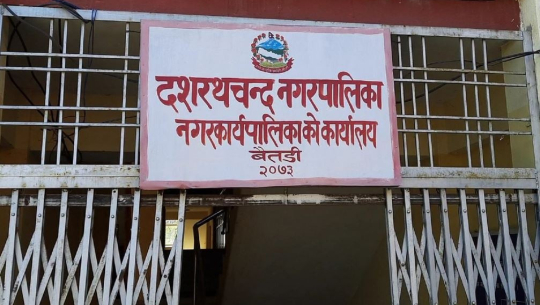 दशरथचन्द नगरपालिका
नगरकार्यपालिकाको कार्यालय
बैतडी
२०७३